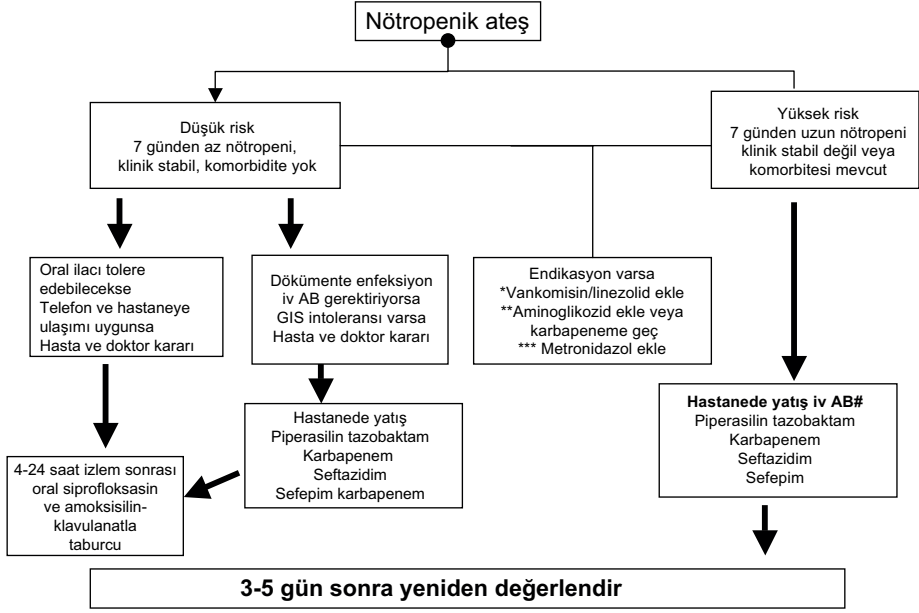 Nötropenik ateş
Düşük risk
7 günden az nötropeni,
klinik stabil, komorbidite yok
Yüksek risk
7 günden uzun nötropeni
klinik stabil değil veya
komorbitesi mevcut
Oral ilacı tolere
edebilecekse
Telefon ve hastaneye
ulaşımı uygunsa
Hasta ve doktor kararı
Dökümente enfeksiyon
iv AB gerektiriyorsa
GIS intoleransı varsa
Hasta ve doktor kararı
Endikasyon varsa
*Vankomisin/linezolid ekle
**Aminoglikozid ekle veya
karbapeneme geç
*** Metronidazol ekle
Hastanede yatış iv AB#
Piperasilin tazobaktam
Karbapenem
Seftazidim
Sefepim
Hastanede yatış
Piperasilin tazobaktam
Karbapenem
Seftazidim
Sefepim karbapenem
4-24 saat izlem sonrası
oral siprofloksasin
ve amoksisilin-
klavulanatla
taburcu
3-5 gün sonra yeniden değerlendir